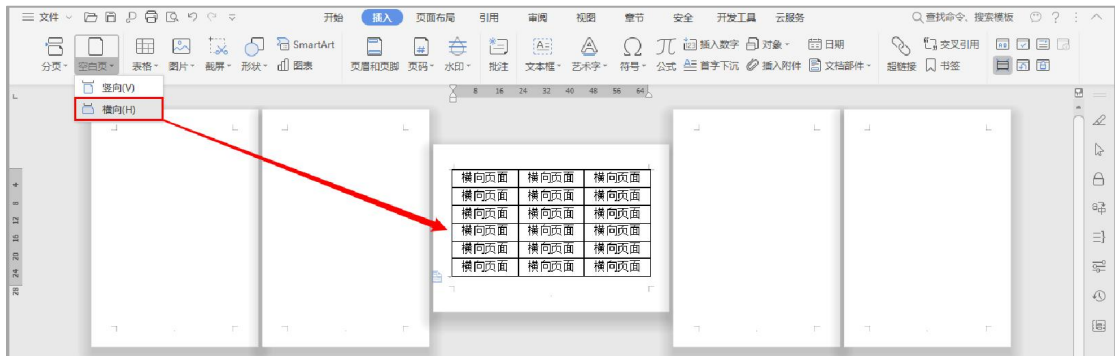 文件 开始 插入 页面布局 引用 审阅 视图 章节 安全 开发工具 云服务 查找命令、搜索模板 ?
SmartArt 插入数字 对象 日期 交叉引用
分页 空白页 表格 图片 截屏 形状 图表 页眉和页脚 页码 水印 批注 文本框 艺术字 符号 公式 首字下沉 插入附件 文档部件 超链接 书签
竖向(V)
横向(H)
8 16 24 32 40 48 56 64
横向页面 横向页面 横向页面
横向页面 横向页面 横向页面
横向页面 横向页面 横向页面
横向页面 横向页面 横向页面
横向页面 横向页面 横向页面
横向页面 横向页面 横向页面
4
8
12
16
20
24
28